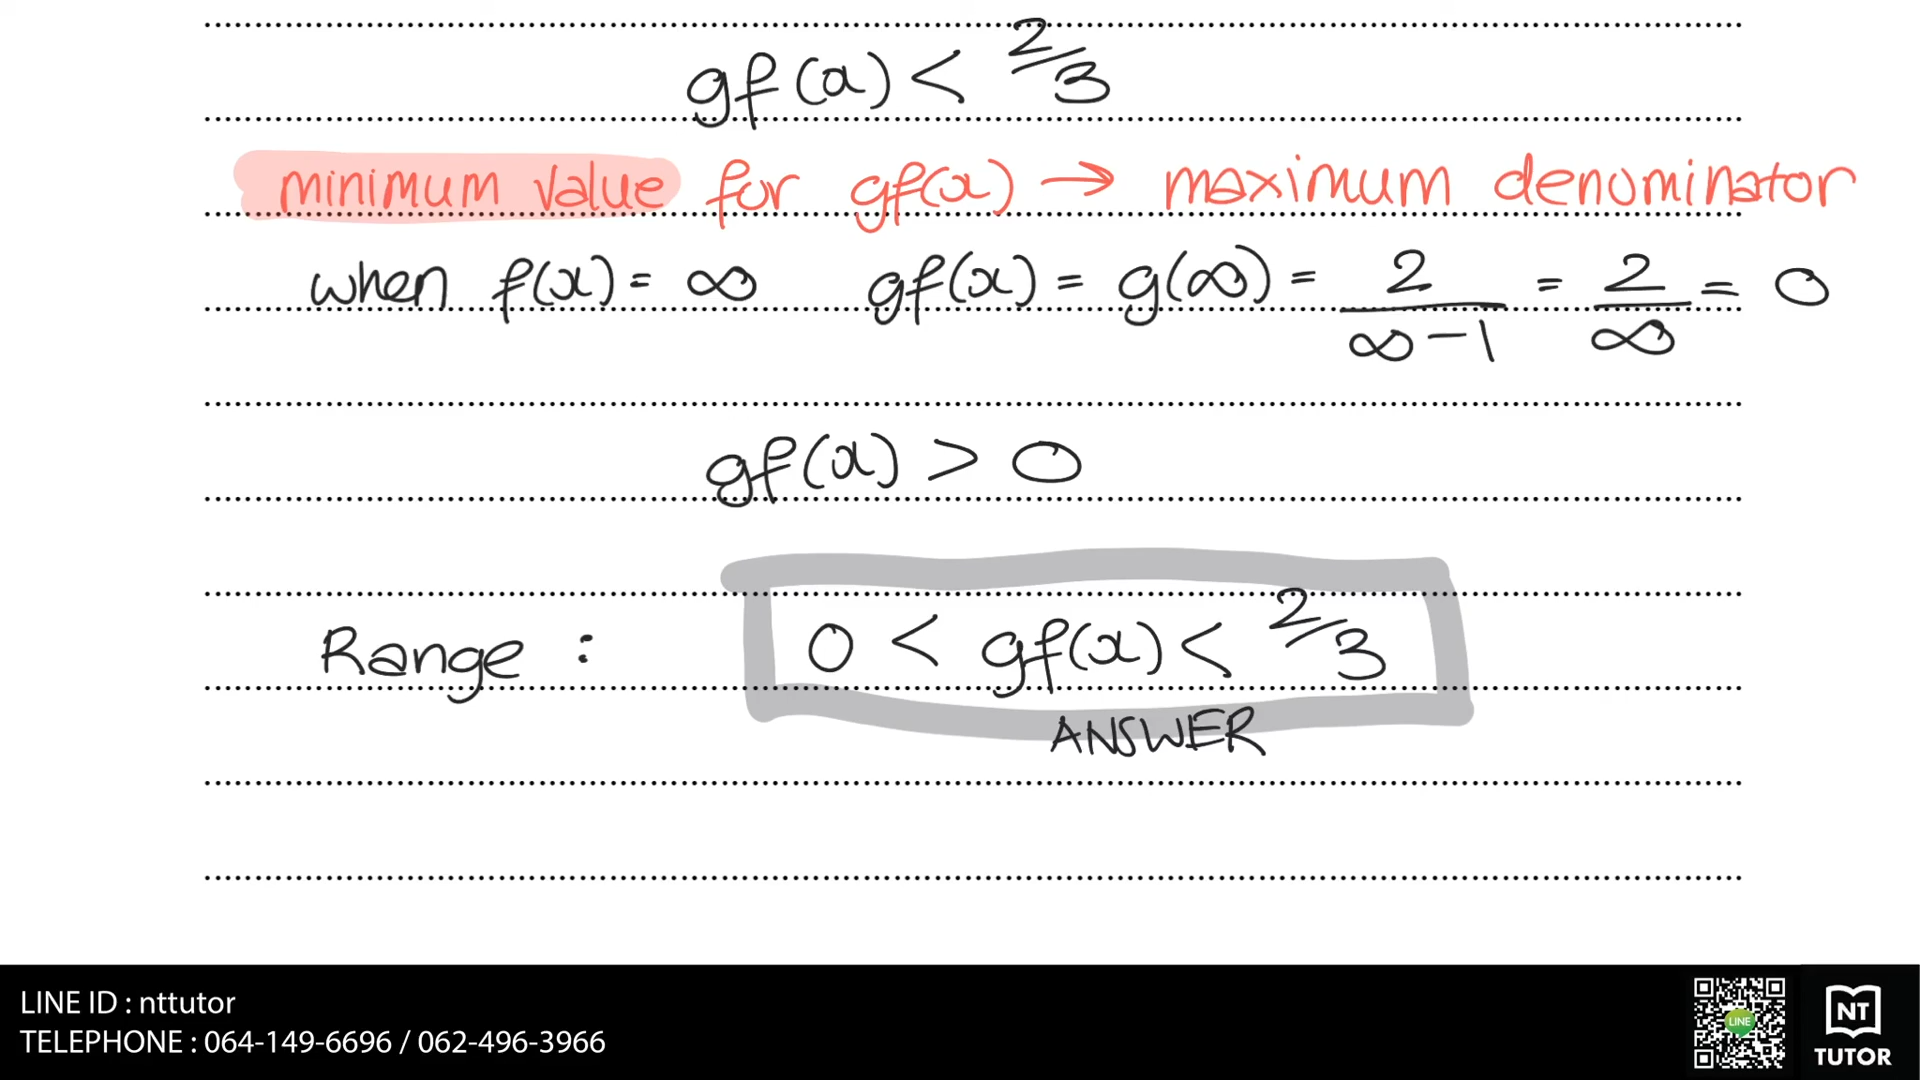 gf(x) < 2/3
minimum value for gf(x) → maximum denominator
when f(x) = ∞ gf(x) = g(∞) = 2/(∞-1) = 2/∞ = 0
gf(x) > 0
Range : 0 < gf(x) < 2/3
ANSWER
LINE ID : nttutor
TELEPHONE : 064-149-6696 / 062-496-3966
LINE
NT
TUTOR